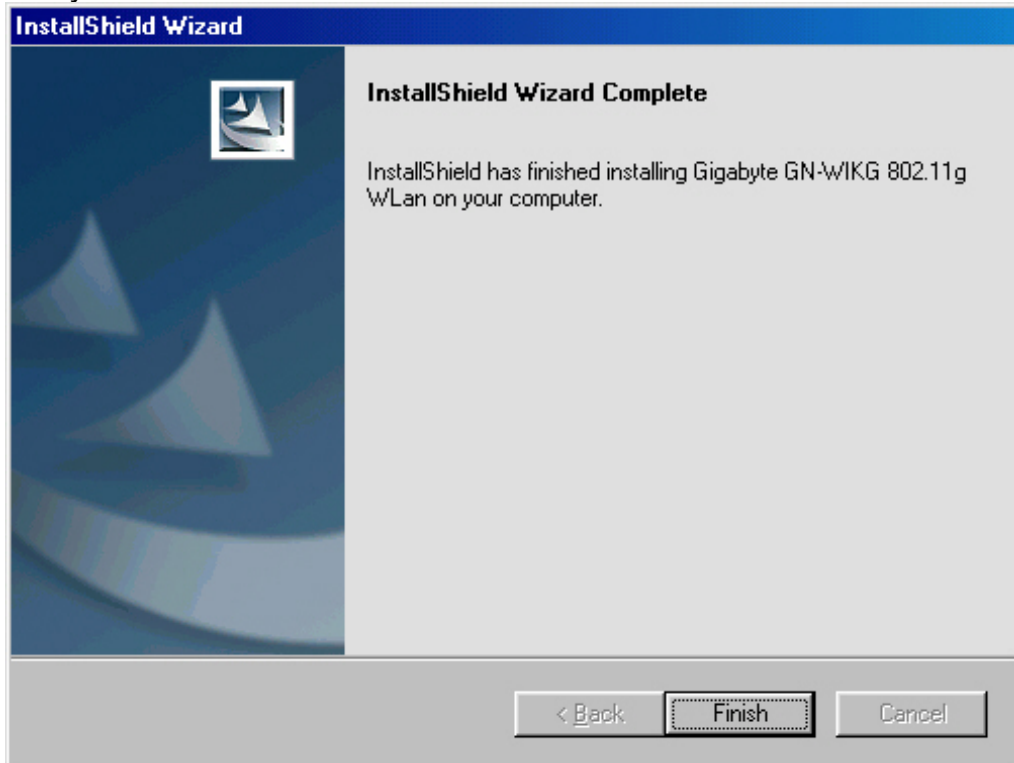 InstallShield Wizard
InstallShield Wizard Complete
InstallShield has finished installing Gigabyte GN-WIKG 802.11g
WLan on your computer.
< Back
Finish
Cancel